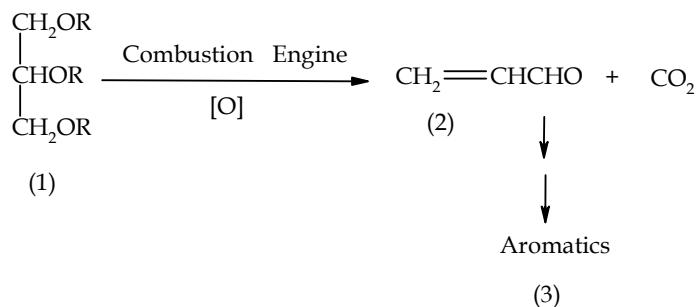 CH₂OR
CHOR
CH₂OR
(1)
Combustion Engine
[O]
CH₂=CHCHO + CO₂
(2)
Aromatics
(3)